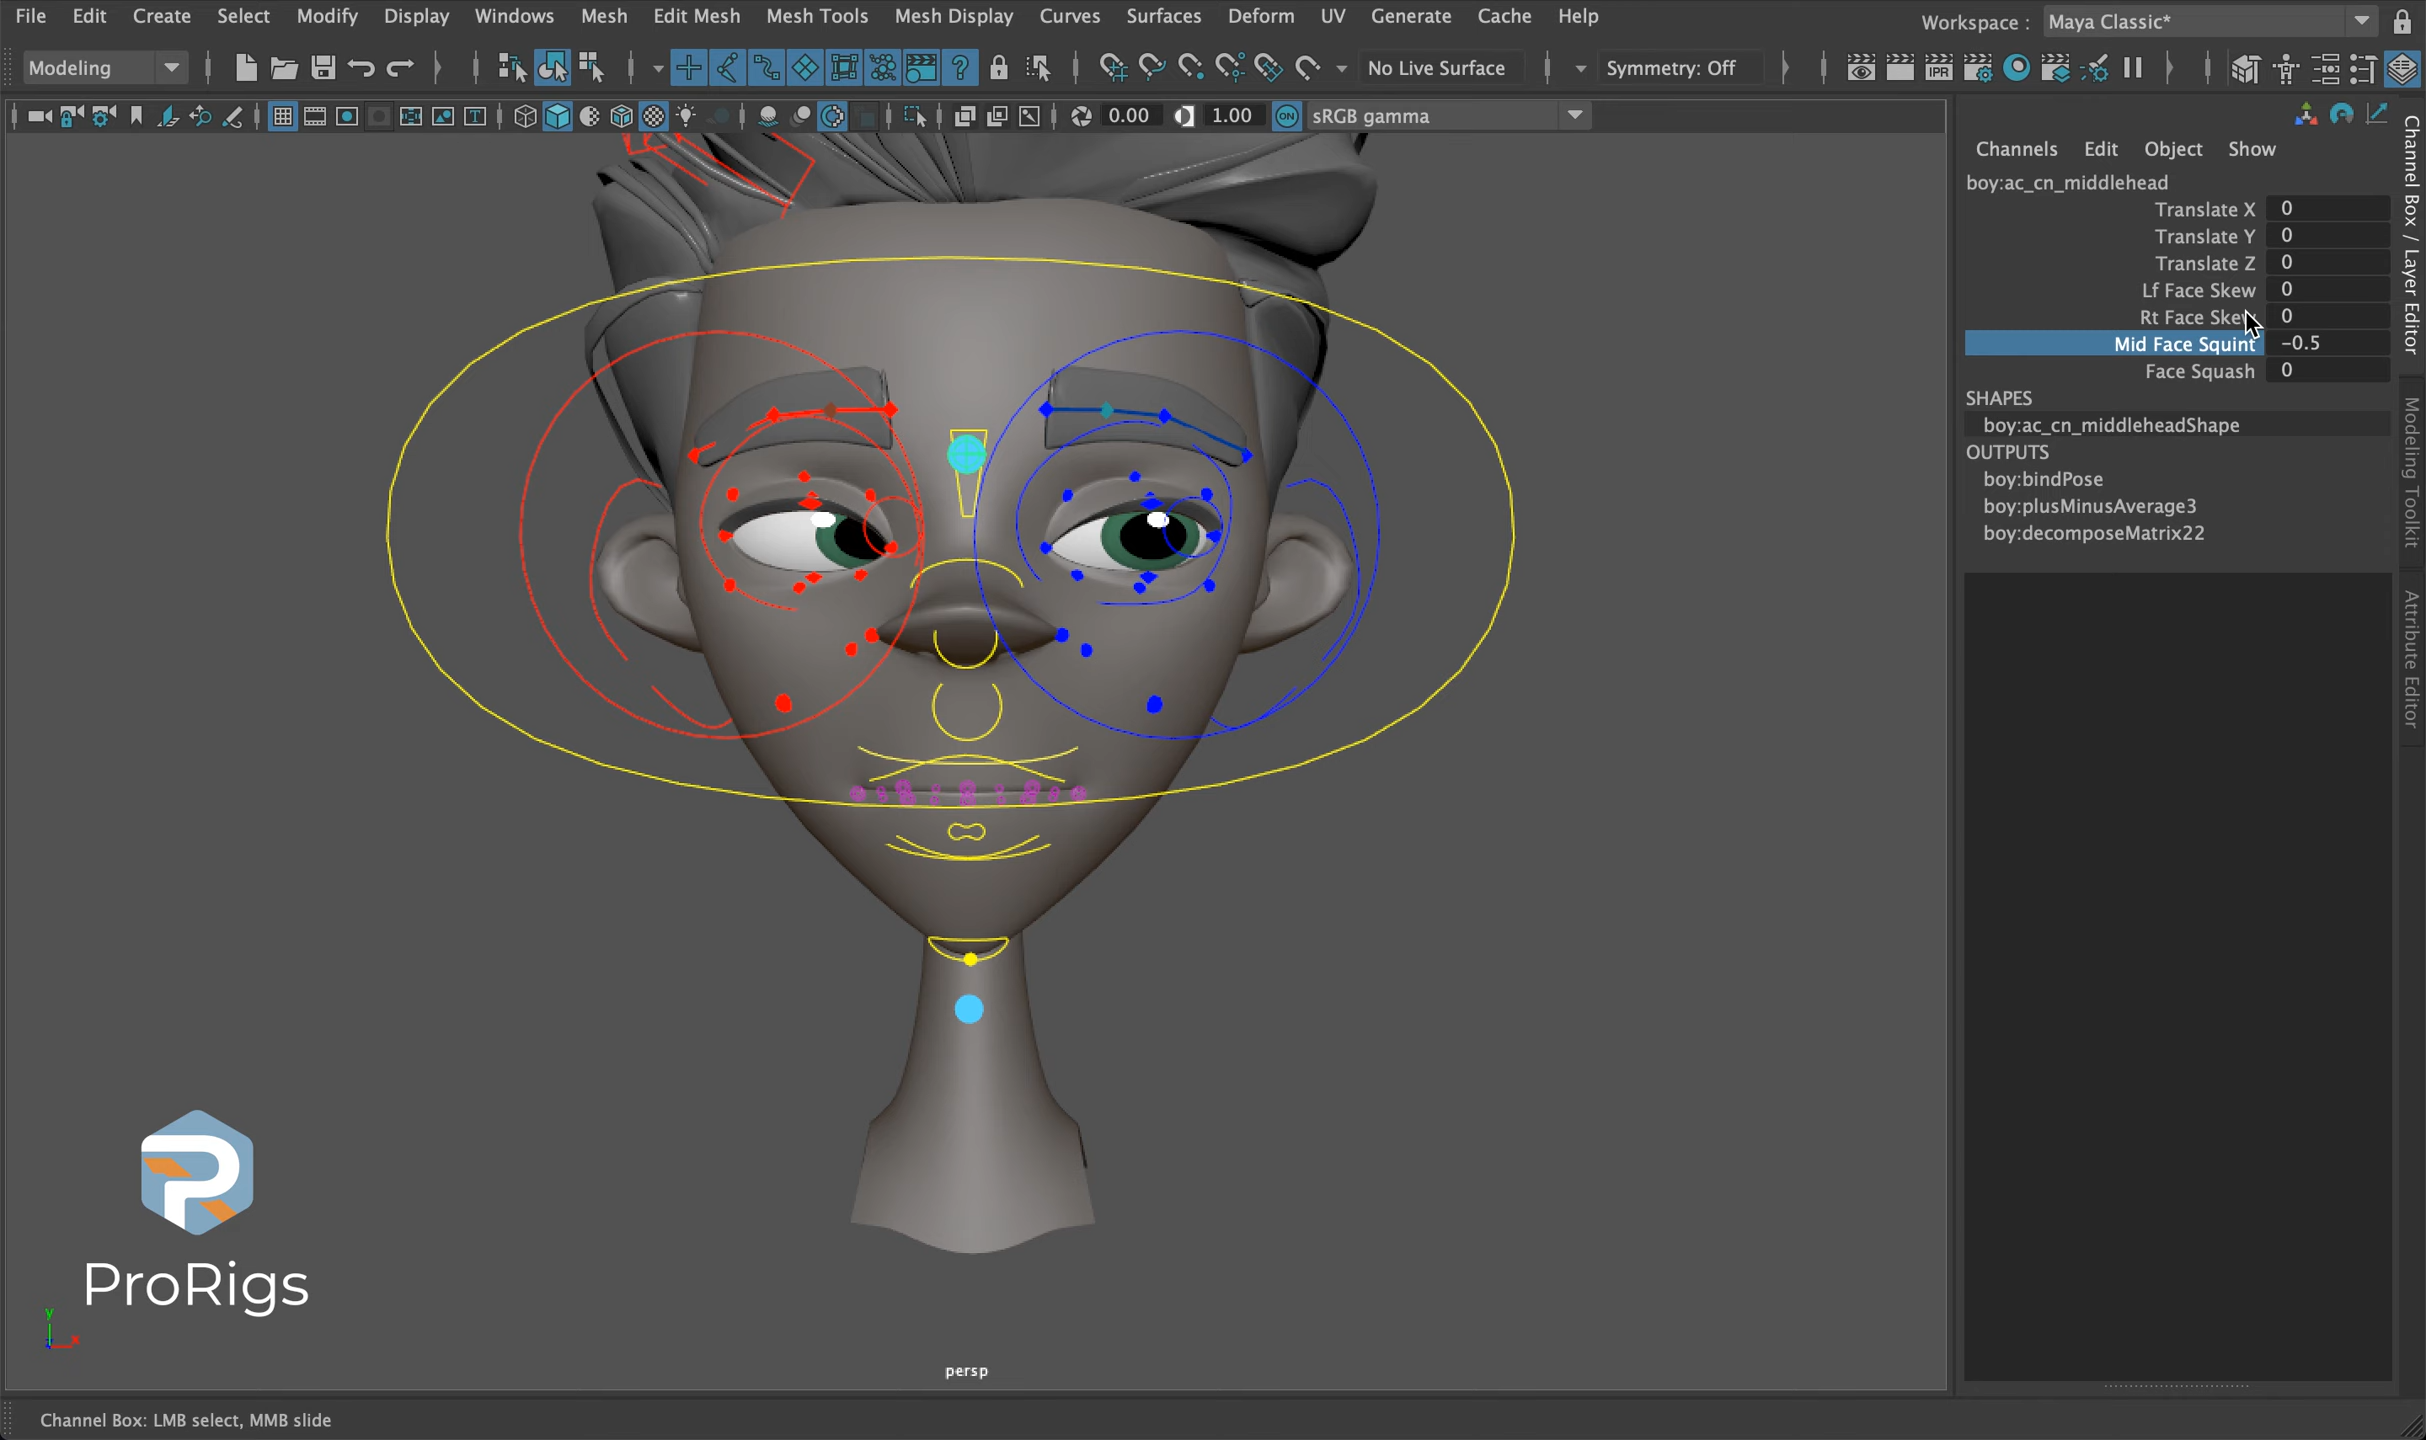 File Edit Create Select Modify Display Windows Mesh Edit Mesh Mesh Tools Mesh Display Curves Surfaces Deform UV Generate Cache Help
Workspace : Maya Classic*
Modeling
IPR
No Live Surface
Symmetry: Off
T
0.00
1.00
ON
sRGB gamma
Channels Edit Object Show
boy:ac_cn_middlehead
Translate X 0
Translate Y 0
Translate Z 0
Lf Face Skew 0
Rt Face Skew 0
Mid Face Squint -0.5
Face Squash 0
SHAPES
boy:ac_cn_middleheadShape
OUTPUTS
boy:bindPose
boy:plusMinusAverage3
boy:decomposeMatrix22
Channel Box / Layer Editor
Modeling Toolkit
Attribute Editor
ProRigs
y
x
persp
Channel Box: LMB select, MMB slide